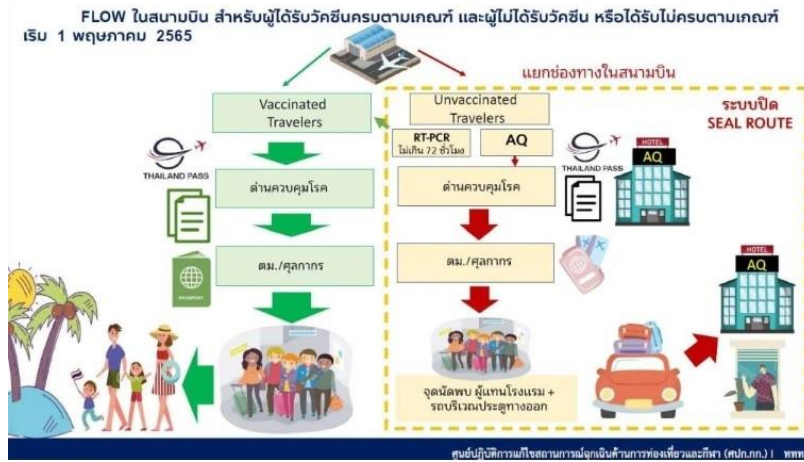 FLOW ในสนามบิน สำหรับผู้ได้รับวัคซีนครบตามเกณฑ์ และผู้ไม่ได้รับวัคซีน หรือได้รับไม่ครบตามเกณฑ์
เริ่ม 1 พฤษภาคม 2565
แยกช่องทางในสนามบิน
Vaccinated
Travelers
Unvaccinated
Travelers
ระบบปิด
SEAL ROUTE
RT-PCR
ไม่เกิน 72 ชั่วโมง
AQ
THAILAND PASS
THAILAND PASS
HOTEL
AQ
ด่านควบคุมโรค
ด่านควบคุมโรค
ตม./ศุลกากร
ตม./ศุลกากร
PASSPORT
HOTEL
AQ
จุดนัดพบ ผู้แทนโรงแรม +
รถบริเวณประตูทางออก
ศูนย์ปฏิบัติการแก้ไขสถานการณ์ฉุกเฉินด้านการท่องเที่ยวและกีฬา (ศปก.กก.) I www